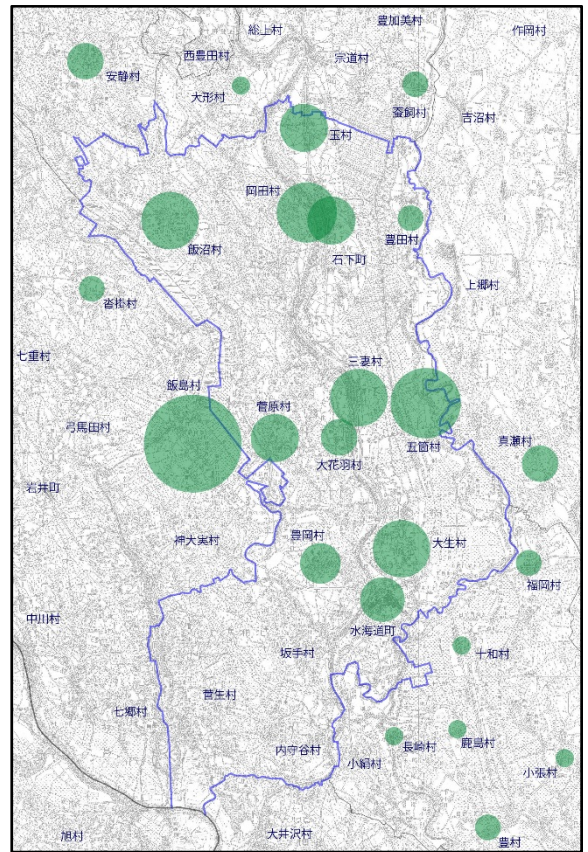 豊加美村
総上村
作岡村
西豊田村
宗道村
安静村
大形村
蚕飼村
吉沼村
玉村
岡田村
豊田村
飯沼村
石下町
上郷村
沓掛村
七重村
三妻村
飯島村
菅原村
弓馬田村
五箇村
真瀬村
大花羽村
岩井町
豊岡村
神大実村
大生村
福岡村
中川村
水海道町
坂手村
十和村
菅生村
七郷村
鹿島村
長崎村
内守谷村
小絹村
小張村
旭村
大井沢村
豊村